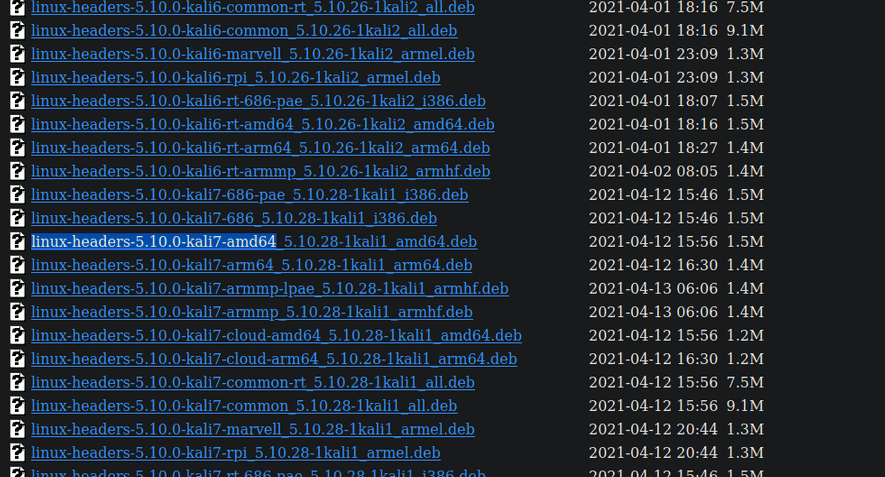 linux-headers-5.10.0-kali6-common-rt_5.10.26-1kali2_all.deb 2021-04-01 18:16 7.5M
linux-headers-5.10.0-kali6-common_5.10.26-1kali2_all.deb 2021-04-01 18:16 9.1M
linux-headers-5.10.0-kali6-marvell_5.10.26-1kali2_armel.deb 2021-04-01 23:09 1.3M
linux-headers-5.10.0-kali6-rpi_5.10.26-1kali2_armel.deb 2021-04-01 23:09 1.3M
linux-headers-5.10.0-kali6-rt-686-pae_5.10.26-1kali2_i386.deb 2021-04-01 18:07 1.5M
linux-headers-5.10.0-kali6-rt-amd64_5.10.26-1kali2_amd64.deb 2021-04-01 18:16 1.5M
linux-headers-5.10.0-kali6-rt-arm64_5.10.26-1kali2_arm64.deb 2021-04-01 18:27 1.4M
linux-headers-5.10.0-kali6-rt-armmp_5.10.26-1kali2_armhf.deb 2021-04-02 08:05 1.4M
linux-headers-5.10.0-kali7-686-pae_5.10.28-1kali1_i386.deb 2021-04-12 15:46 1.5M
linux-headers-5.10.0-kali7-686_5.10.28-1kali1_i386.deb 2021-04-12 15:46 1.5M
linux-headers-5.10.0-kali7-amd64_5.10.28-1kali1_amd64.deb 2021-04-12 15:56 1.5M
linux-headers-5.10.0-kali7-arm64_5.10.28-1kali1_arm64.deb 2021-04-12 16:30 1.4M
linux-headers-5.10.0-kali7-armmp-lpae_5.10.28-1kali1_armhf.deb 2021-04-13 06:06 1.4M
linux-headers-5.10.0-kali7-armmp_5.10.28-1kali1_armhf.deb 2021-04-13 06:06 1.4M
linux-headers-5.10.0-kali7-cloud-amd64_5.10.28-1kali1_amd64.deb 2021-04-12 15:56 1.2M
linux-headers-5.10.0-kali7-cloud-arm64_5.10.28-1kali1_arm64.deb 2021-04-12 16:30 1.2M
linux-headers-5.10.0-kali7-common-rt_5.10.28-1kali1_all.deb 2021-04-12 15:56 7.5M
linux-headers-5.10.0-kali7-common_5.10.28-1kali1_all.deb 2021-04-12 15:56 9.1M
linux-headers-5.10.0-kali7-marvell_5.10.28-1kali1_armel.deb 2021-04-12 20:44 1.3M
linux-headers-5.10.0-kali7-rpi_5.10.28-1kali1_armel.deb 2021-04-12 20:44 1.3M
linux-headers-5.10.0-kali7-rt-686-pae_5.10.28-1kali1_i386.deb 2021-04-12 15:46 1.5M